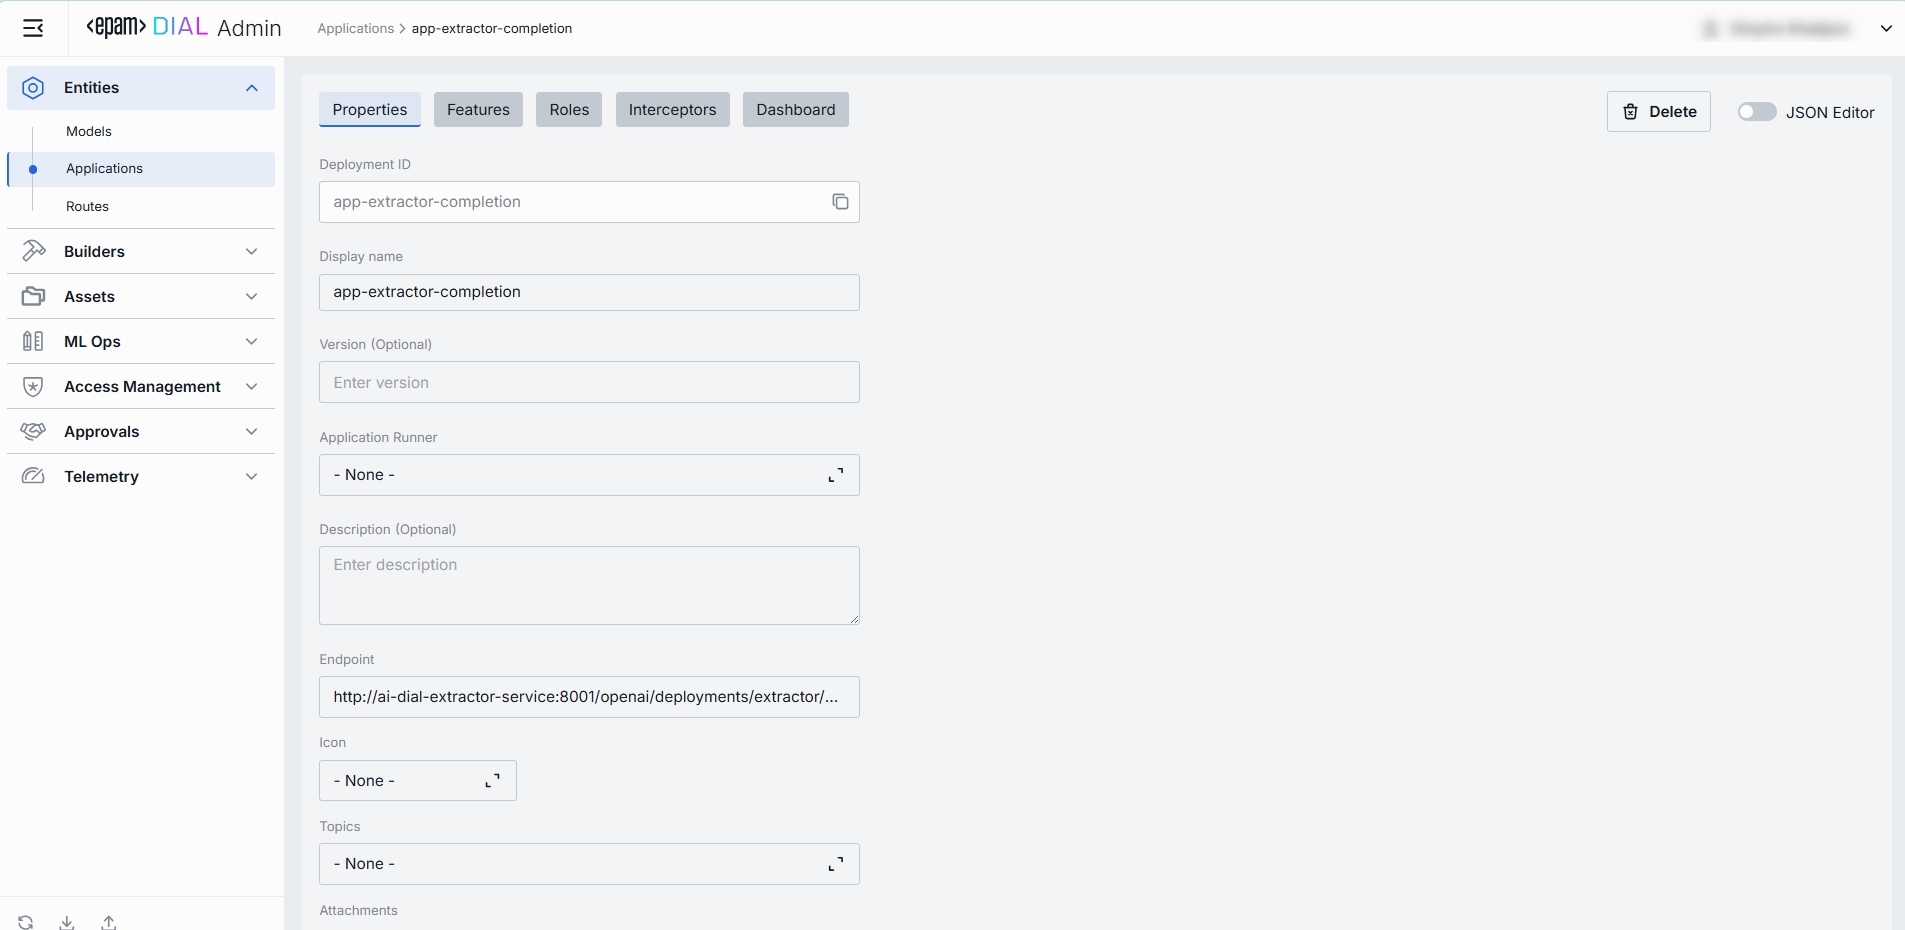 <epam> DIAL Admin
Applications > app-extractor-completion
Entities
Models
Applications
Routes
Builders
Assets
ML Ops
Access Management
Approvals
Telemetry
Properties
Features
Roles
Interceptors
Dashboard
Delete
JSON Editor
Deployment ID
app-extractor-completion
Display name
app-extractor-completion
Version (Optional)
Enter version
Application Runner
- None -
Description (Optional)
Enter description
Endpoint
http://ai-dial-extractor-service:8001/openai/deployments/extractor/...
Icon
- None -
Topics
- None -
Attachments